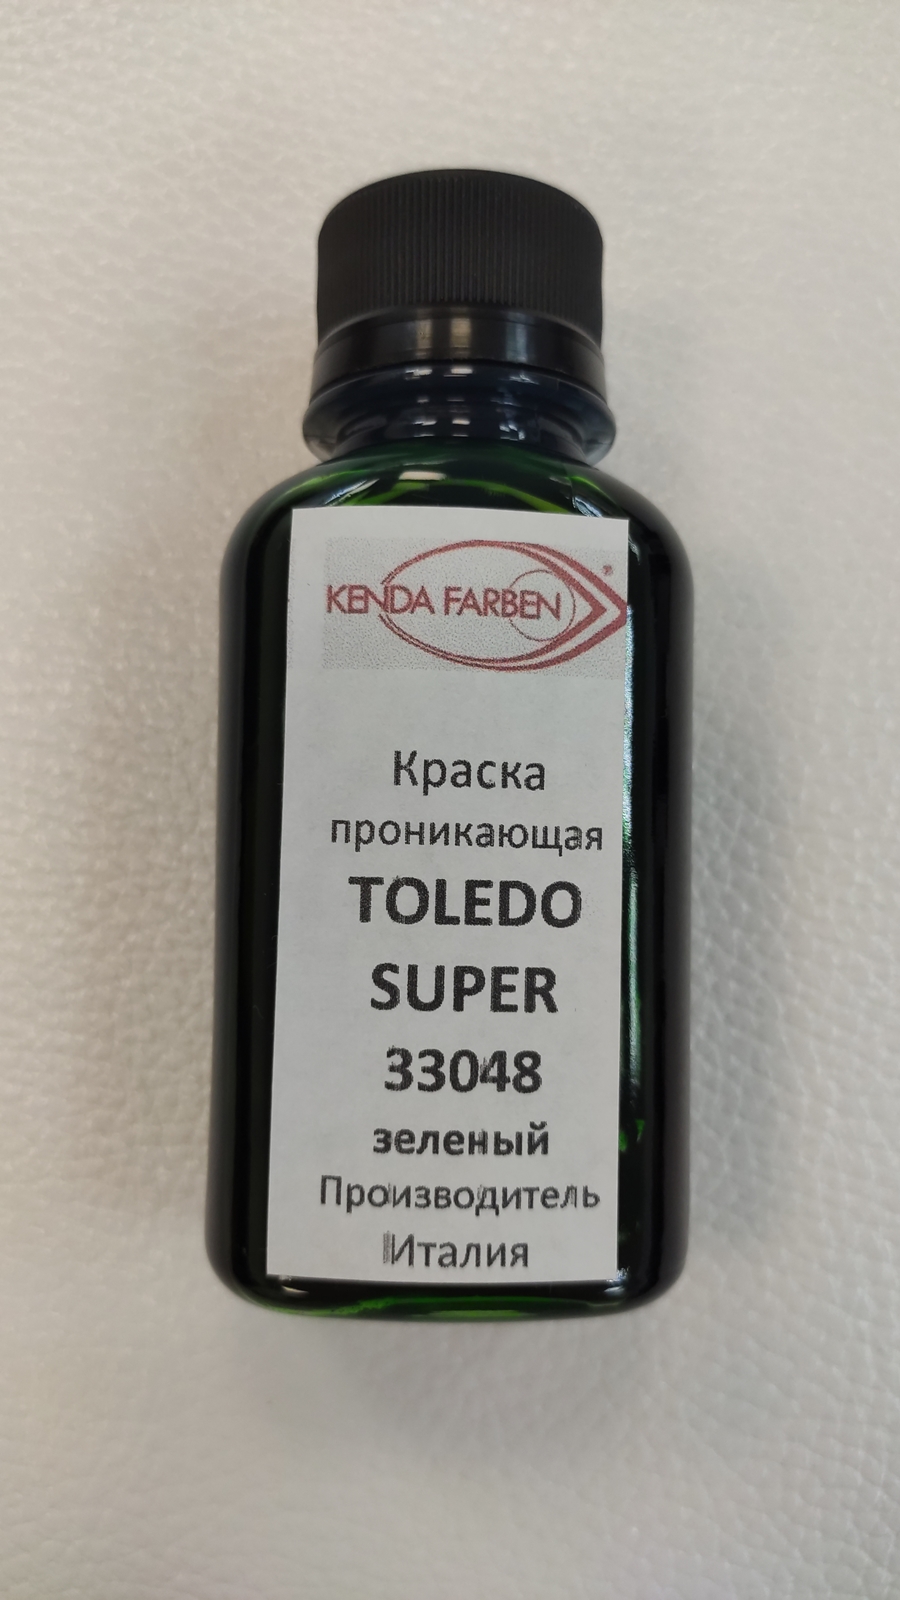 KENDA FARBEN ®
Краска
проникающая
TOLEDO
SUPER
33048
зеленый
Производитель
Италия